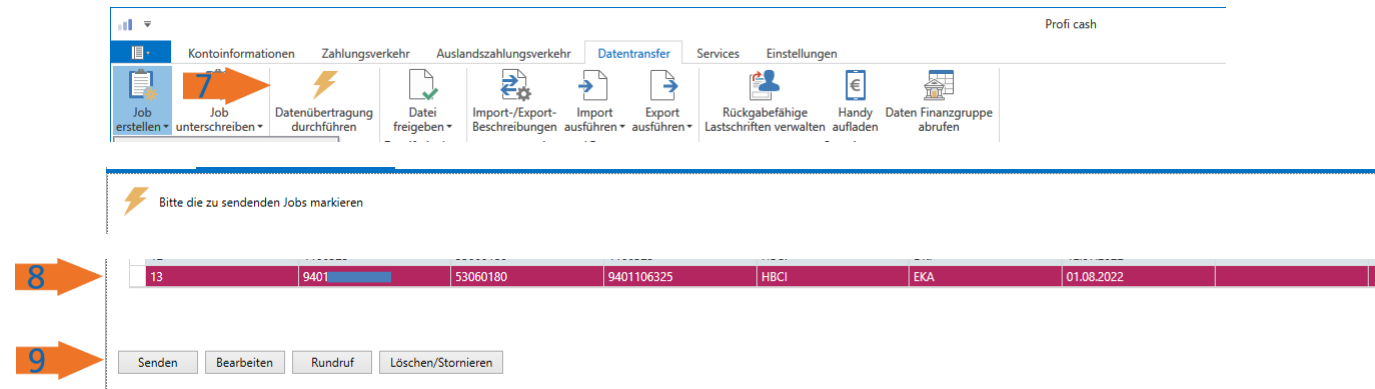 Profi cash
Kontoinformationen Zahlungsverkehr Auslandszahlungsverkehr Datentransfer Services Einstellungen
7
Job erstellen Job unterschreiben Datenübertragung durchführen Datei freigeben Import-/Export-Beschreibungen Import ausführen Export ausführen Rückgabefähige Lastschriften verwalten Handy aufladen Daten Finanzgruppe abrufen
Bitte die zu sendenden Jobs markieren
8
13 9401 53060180 9401106325 HBCI EKA 01.08.2022
9
Senden Bearbeiten Rundruf Löschen/Stornieren